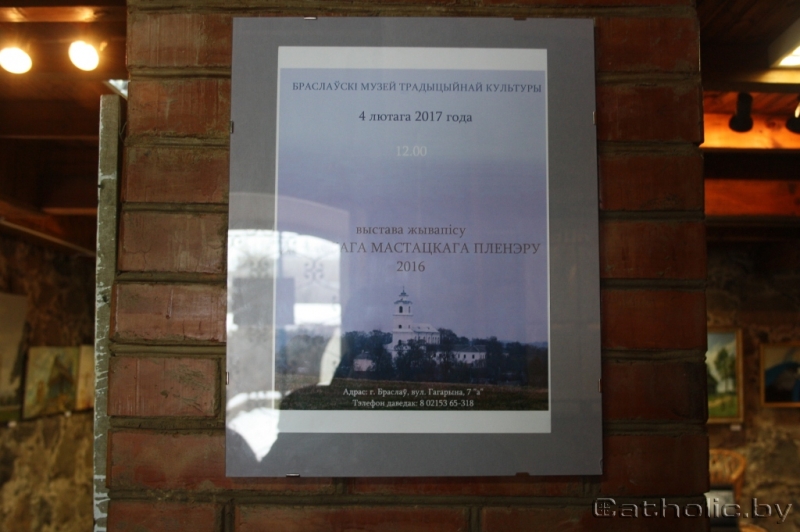 БРАСЛАЎСКІ МУЗЕЙ ТРАДЫЦЫЙНАЙ КУЛЬТУРЫ
4 лютага 2017 года
12.00
выстава жывапісу
МАСТАЦКАГА ПЛЕНЭРУ
2016
Адрас: г. Браслаў, вул. Гагарына, 7 "а"
Тэлефон даведак: 8 02153 65-318
Catholic.by